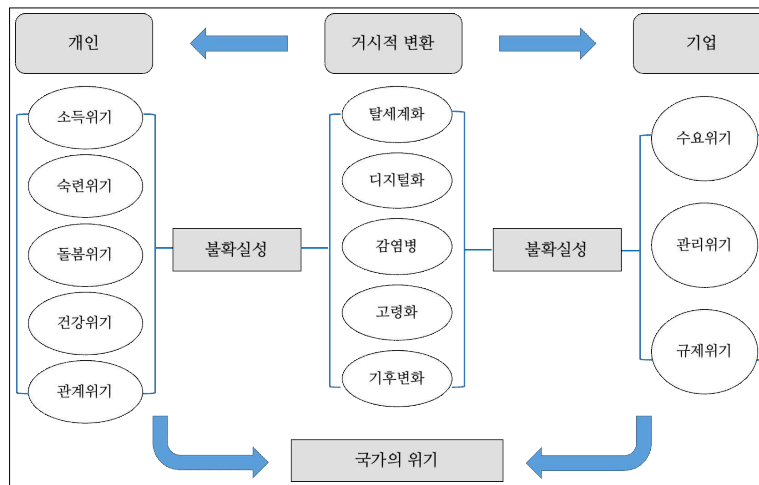 개인
거시적 변환
기업
소득위기
숙련위기
돌봄위기
건강위기
관계위기
불확실성
탈세계화
디지털화
감염병
고령화
기후변화
불확실성
수요위기
관리위기
규제위기
국가의 위기